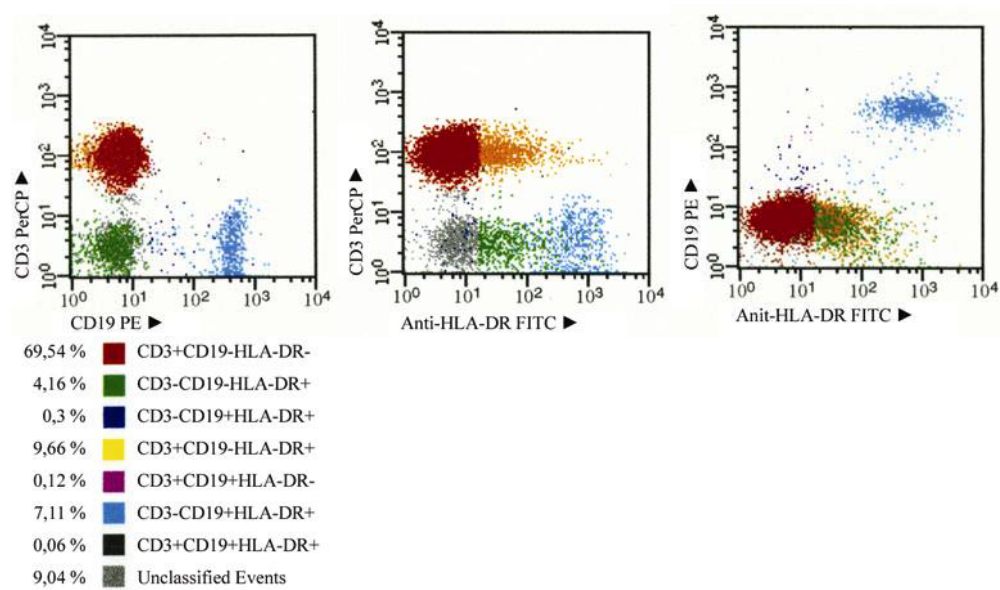 10⁴
10³
10²
10¹
10⁰
CD3 PerCP ▲
10⁰ 10¹ 10² 10³ 10⁴
CD19 PE ▶
10⁴
10³
10²
10¹
10⁰
CD3 PerCP ▲
10⁰ 10¹ 10² 10³ 10⁴
Anti-HLA-DR FITC ▶
10⁴
10³
10²
10¹
10⁰
CD19 PE ▲
10⁰ 10¹ 10² 10³ 10⁴
Anit-HLA-DR FITC ▶
69,54 % CD3+CD19-HLA-DR-
4,16 % CD3-CD19-HLA-DR+
0,3 % CD3-CD19+HLA-DR+
9,66 % CD3+CD19-HLA-DR+
0,12 % CD3+CD19+HLA-DR-
7,11 % CD3-CD19+HLA-DR+
0,06 % CD3+CD19+HLA-DR+
9,04 % Unclassified Events